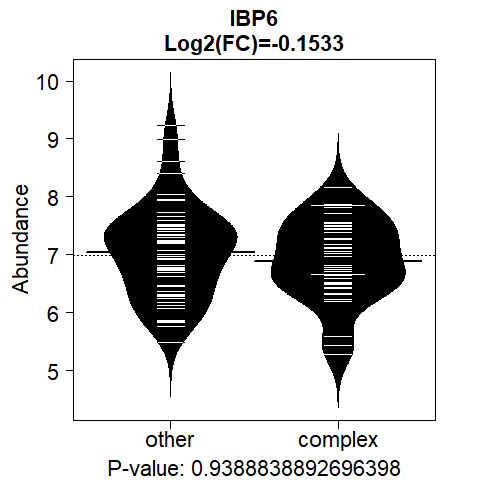 IBP6
Log2(FC)=-0.1533
Abundance
10
9
8
7
6
5
other complex
P-value: 0.9388838892696398